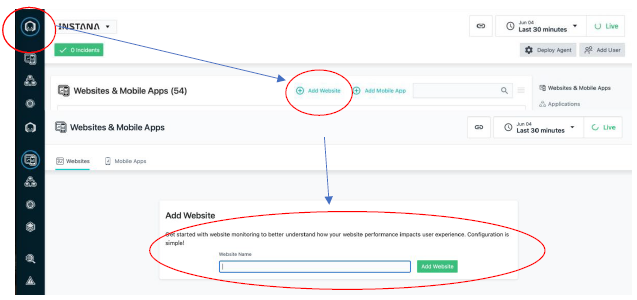 INSTANA
Jun 04
Last 30 minutes
Live
0 Incidents
Deploy Agent
Add User
Websites & Mobile Apps (54)
Add Website
Add Mobile App
Websites & Mobile Apps
Applications
Websites & Mobile Apps
Jun 04
Last 30 minutes
Live
Websites
Mobile Apps
Add Website
Get started with website monitoring to better understand how your website performance impacts user experience. Configuration is
simple!
Website Name
Add Website